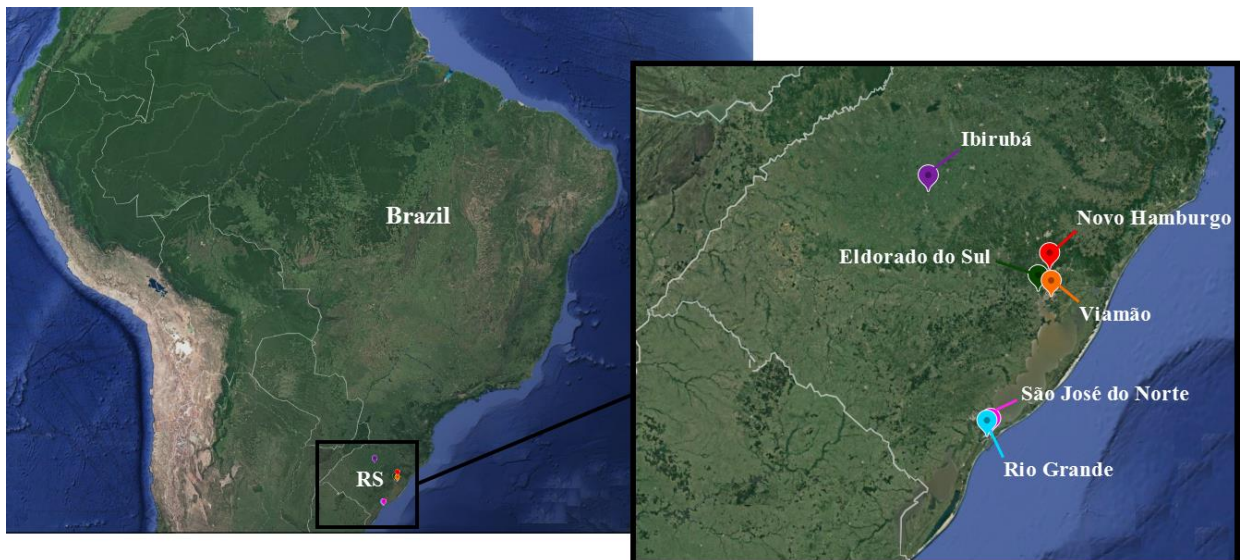 Brazil
RS
Ibirubá
Novo Hamburgo
Eldorado do Sul
Viamão
São José do Norte
Rio Grande